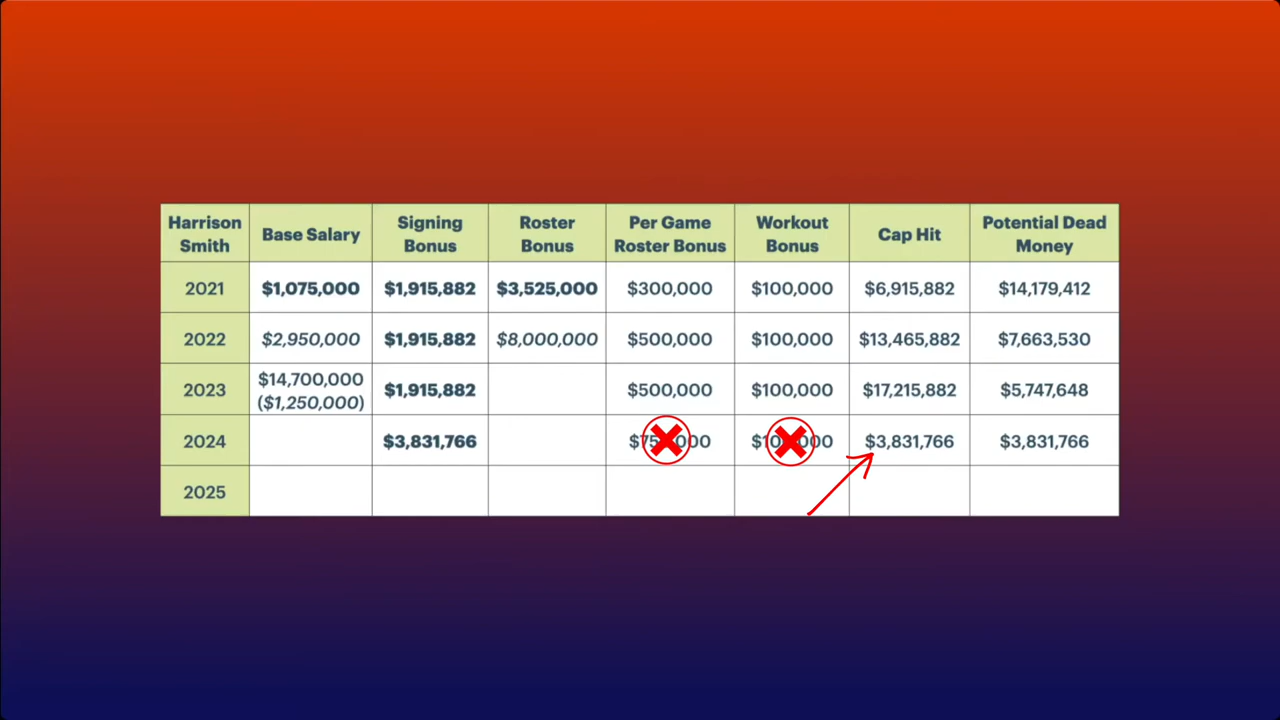 Harrison Smith | Base Salary | Signing Bonus | Roster Bonus | Per Game Roster Bonus | Workout Bonus | Cap Hit | Potential Dead Money
2021 | $1,075,000 | $1,915,882 | $3,525,000 | $300,000 | $100,000 | $6,915,882 | $14,179,412
2022 | $2,950,000 | $1,915,882 | $8,000,000 | $500,000 | $100,000 | $13,465,882 | $7,663,530
2023 | $14,700,000 ($1,250,000) | $1,915,882 | | $500,000 | $100,000 | $17,215,882 | $5,747,648
2024 | | $3,831,766 | | | | $3,831,766 | $3,831,766
2025